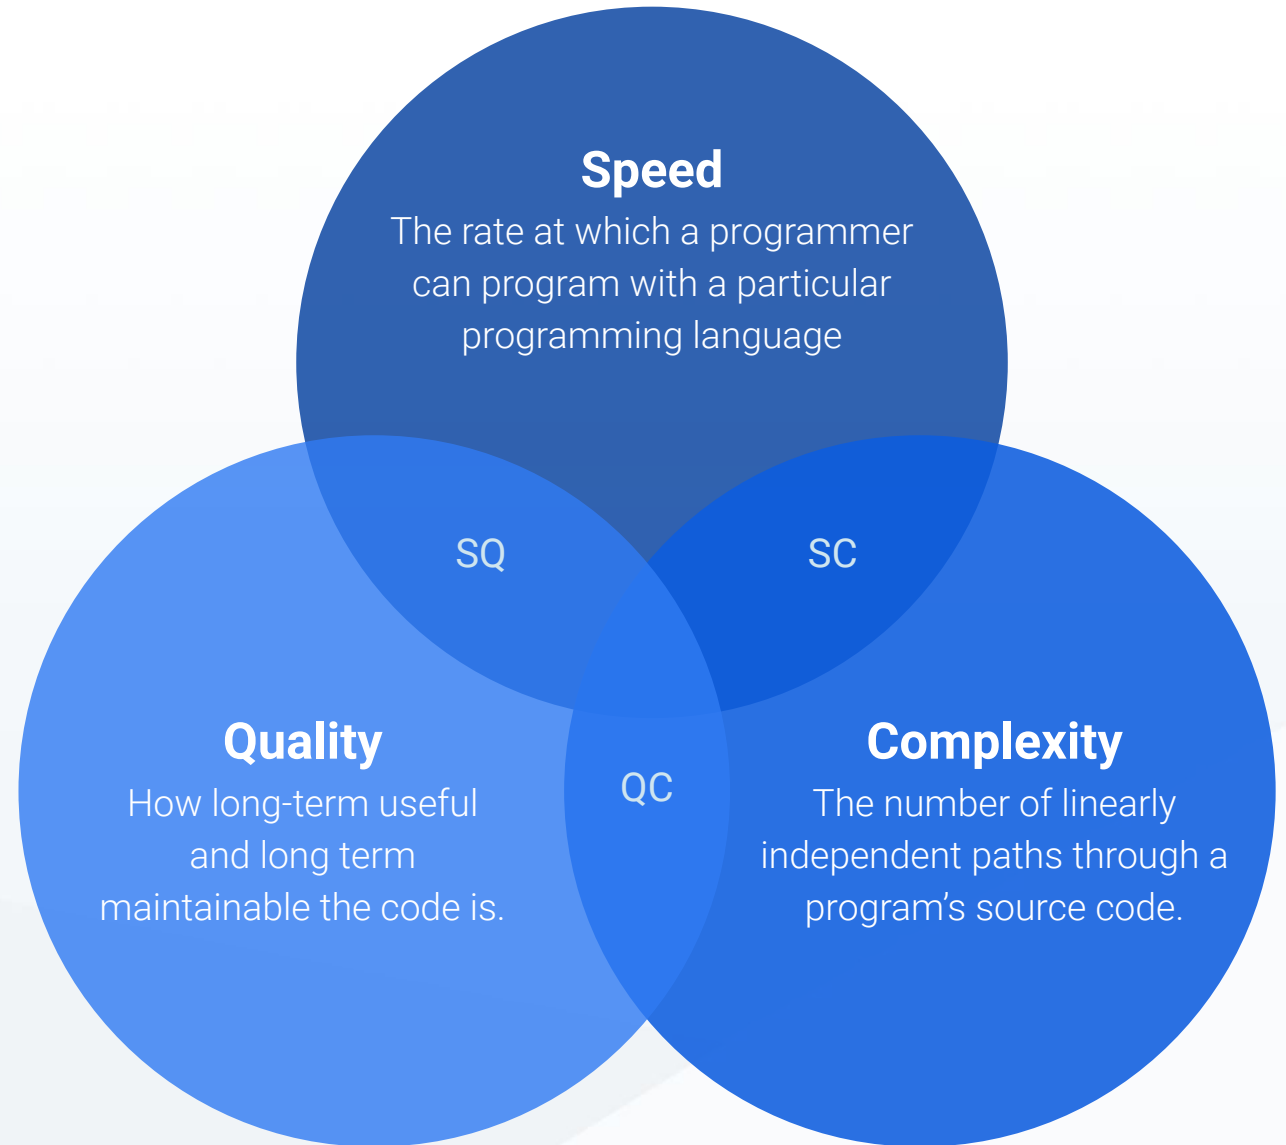 Speed
The rate at which a programmer
can program with a particular
programming language
SQ
SC
Quality
How long-term useful
and long term
maintainable the code is.
QC
Complexity
The number of linearly
independent paths through a
program's source code.